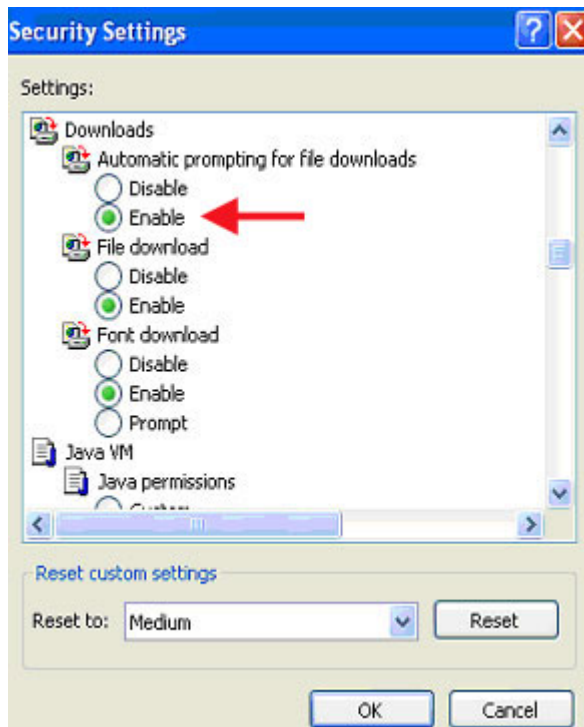 Security Settings
Settings:
Downloads
Automatic prompting for file downloads
Disable
Enable
File download
Disable
Enable
Font download
Disable
Enable
Prompt
Java VM
Java permissions
Custom
Reset custom settings
Reset to: Medium Reset
OK Cancel